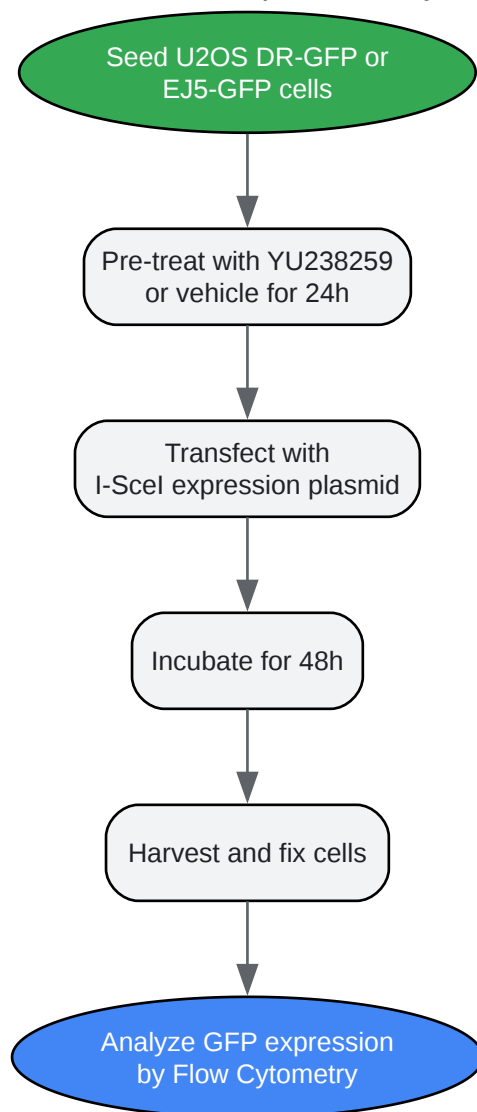 Seed U2OS DR-GFP or
EJ5-GFP cells
Pre-treat with YU238259
or vehicle for 24h
Transfect with
I-SceI expression plasmid
Incubate for 48h
Harvest and fix cells
Analyze GFP expression
by Flow Cytometry